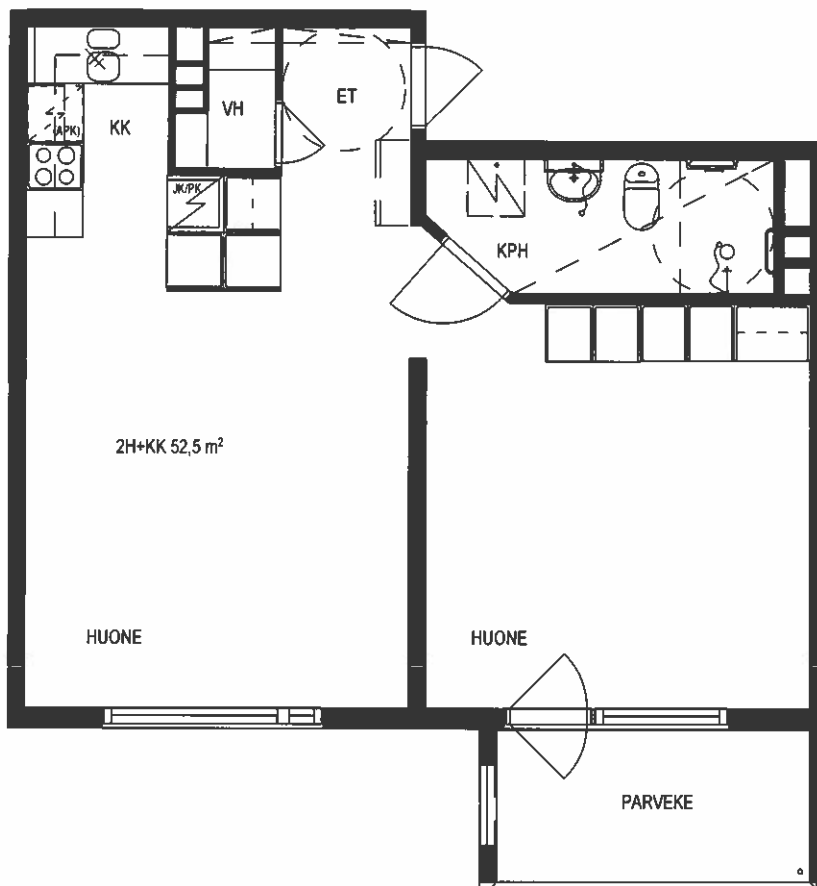 KK
VH
ET
(APK)
JK/PK
KPH
2H+KK 52,5 m²
HUONE
HUONE
PARVEKE